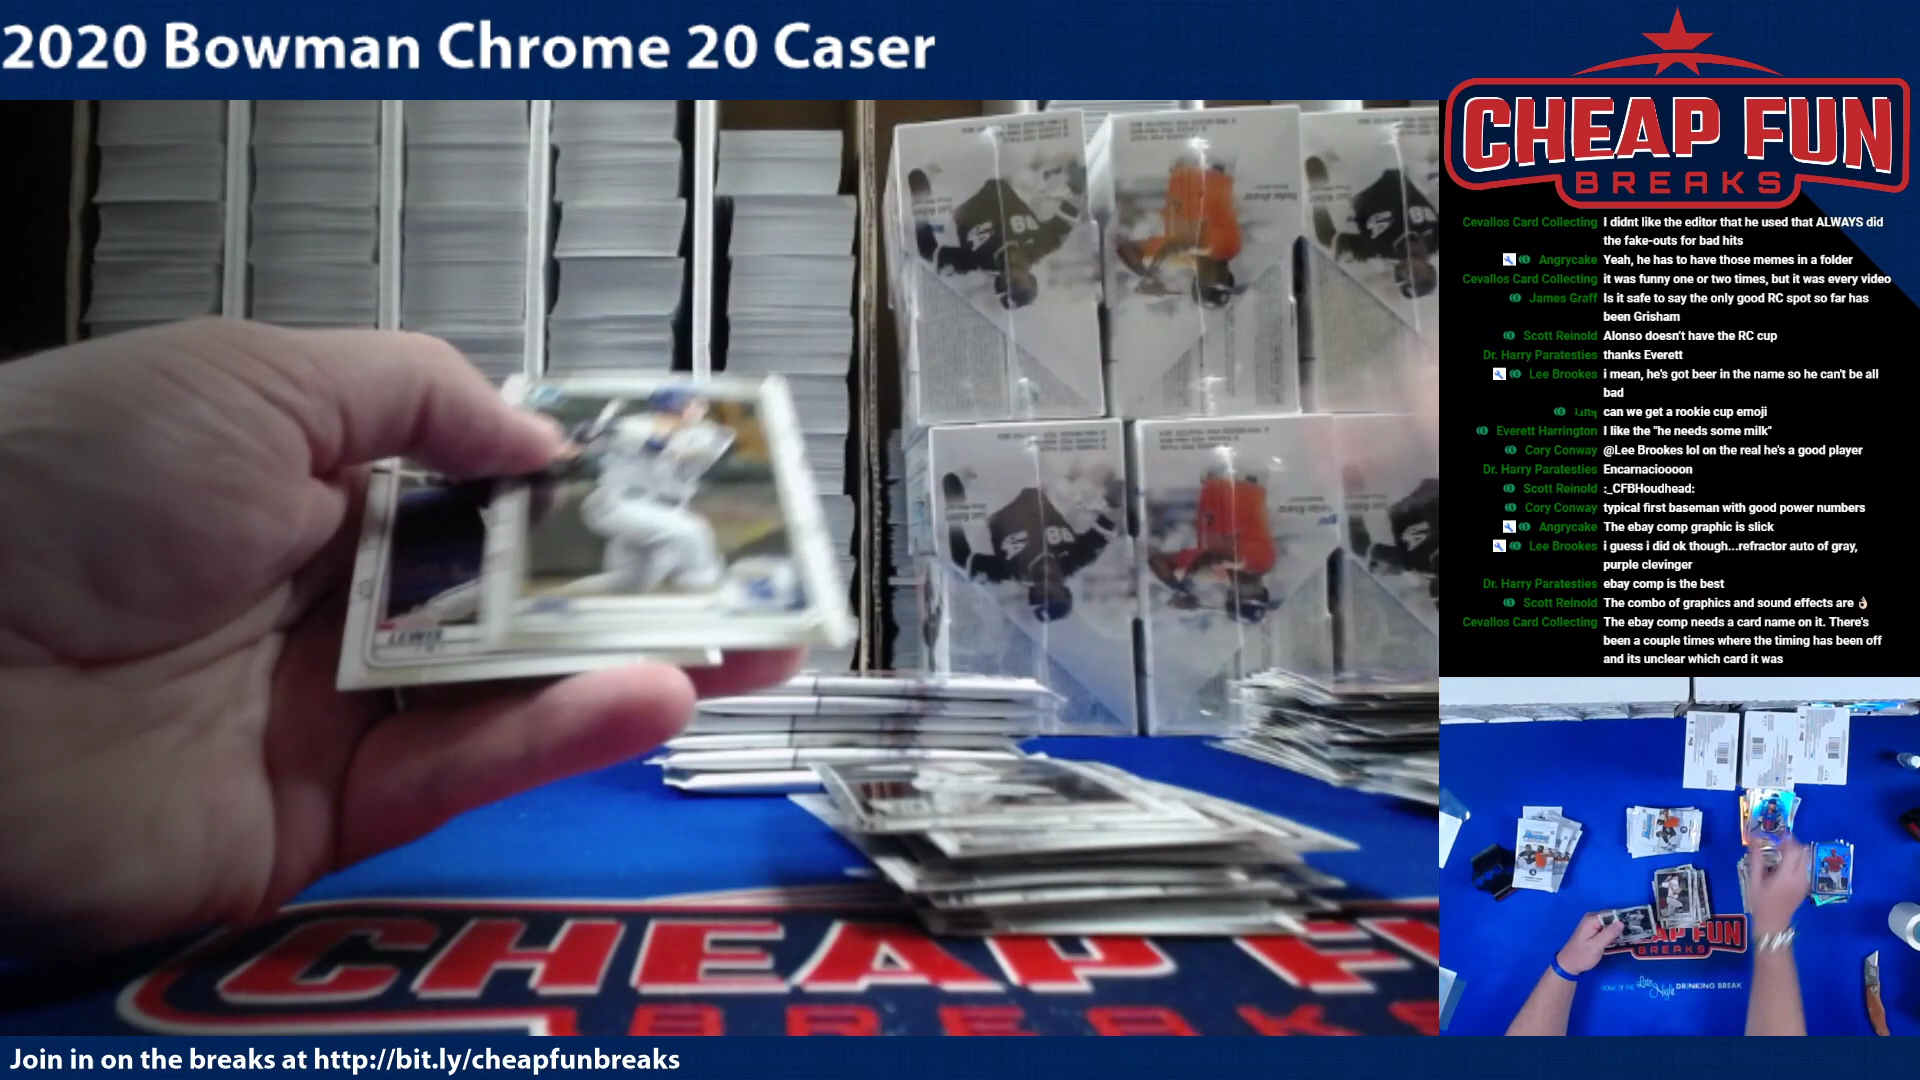 2020 Bowman Chrome 20 Caser
CHEAP FUN
BREAKS
Cevallos Card Collecting I didnt like the editor that he used that ALWAYS did
the fake-outs for bad hits
Angrycake Yeah, he has to have those memes in a folder
Cevallos Card Collecting it was funny one or two times, but it was every video
James Graff Is it safe to say the only good RC spot so far has
been Grisham
Scott Reinold Alonso doesn't have the RC cup
Dr. Harry Paratesties thanks Everett
Lee Brookes i mean, he's got beer in the name so he can't be all
bad
can we get a rookie cup emoji
Everett Harrington I like the "he needs some milk"
Cory Conway @Lee Brookes lol on the real he's a good player
Dr. Harry Paratesties Encarnacioooon
Scott Reinold :_CFBHoudhead:
Cory Conway typical first baseman with good power numbers
Angrycake The ebay comp graphic is slick
Lee Brookes i guess i did ok though...refractor auto of gray,
purple clevinger
Dr. Harry Paratesties ebay comp is the best
Scott Reinold The combo of graphics and sound effects are 👌🏻
Cevallos Card Collecting The ebay comp needs a card name on it. There's
been a couple times where the timing has been off
and its unclear which card it was
LEWIS
CHEAP F
BREAKS
CHEAP FUN
BREAKS
HOME OF THE Late Night DRINKING BREAK
Join in on the breaks at http://bit.ly/cheapfunbreaks